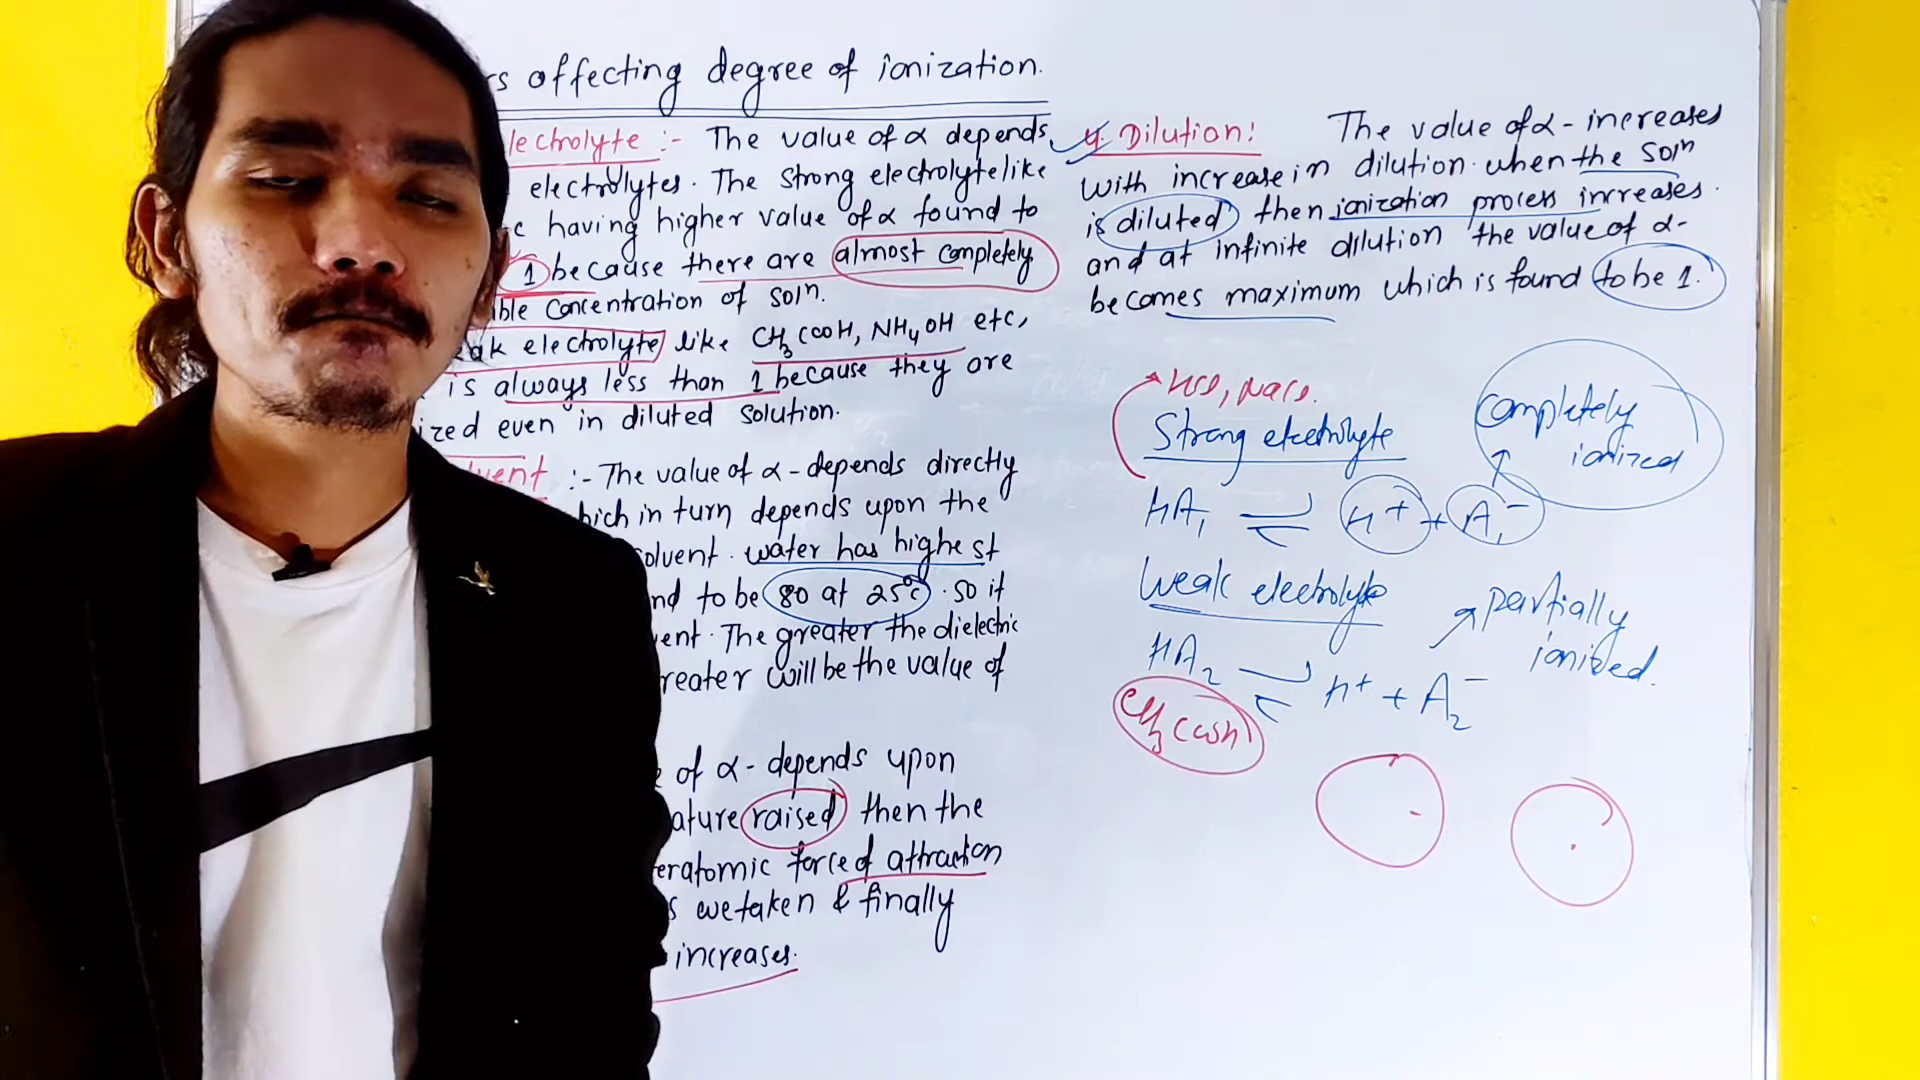 rs affecting degree of ionization.
lectrolyte :- The value of α depends
electrolytes. The strong electrolyte like
c having higher value of α found to
1 because there are almost completely
ible concentration of solⁿ.
eak electrolyte like CH₃COOH, NH₄OH etc,
is always less than 1 because they are
ized even in diluted solution.
lvent :- The value of α - depends directly
hich in turn depends upon the
solvent. water has highest
nd to be 80 at 25°c. so it
vent. The greater the dielectric
reater will be the value of
e of α - depends upon
ature raised then the
eratomic force of attraction
s wetaken & finally
increases.
4. Dilution: The value of α - increases
with increase in dilution. when the solⁿ
is diluted then ionization process increases.
and at infinite dilution the value of α -
becomes maximum which is found to be 1.
HCl, NaCl.
Strong electrolyte
completely
ionized
HA₁ ⇌ H⁺ + A₁⁻
Weak electrolyte
partially
ionized.
HA₂ ⇌ H⁺ + A₂⁻
CH₃COOH